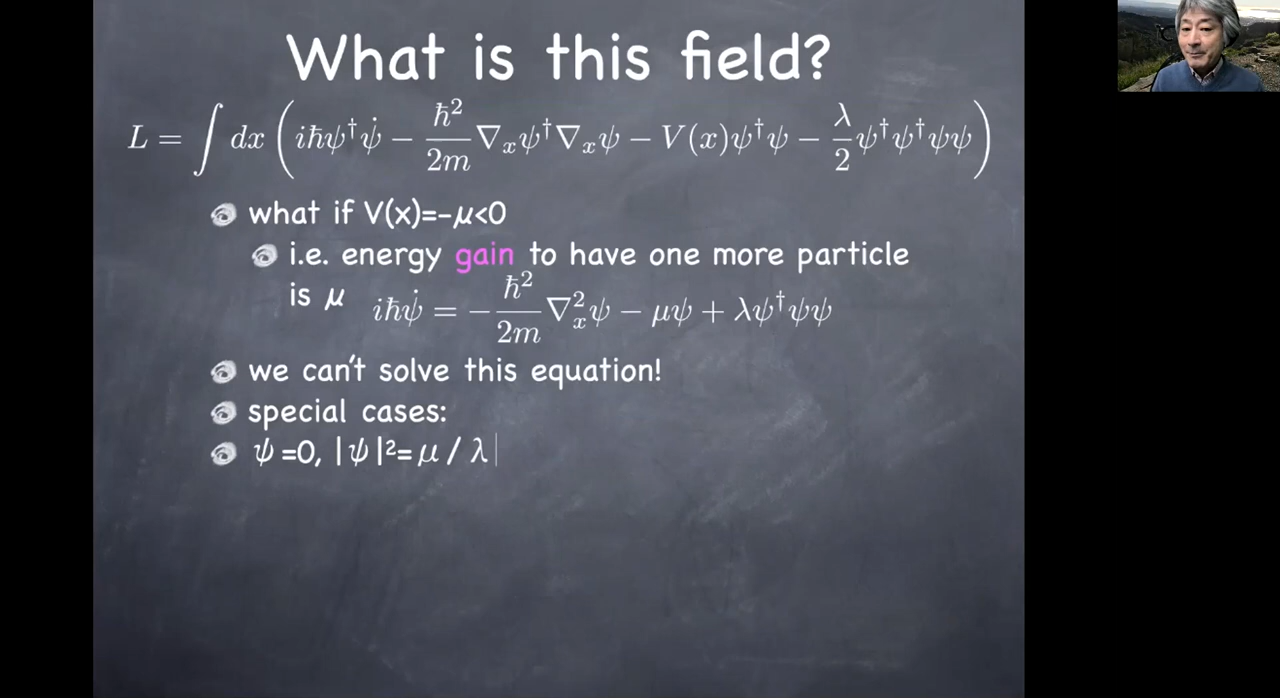 What is this field?
L = ∫ dx ( iħψ†ψ̇ − ħ²/2m ∇ₓψ†∇ₓψ − V(x)ψ†ψ − λ/2 ψ†ψ†ψψ )
what if V(x)=-μ<0
i.e. energy gain to have one more particle
is μ iħψ̇ = − ħ²/2m ∇ₓ²ψ − μψ + λψ†ψψ
we can't solve this equation!
special cases:
ψ=0, |ψ|²=μ/λ